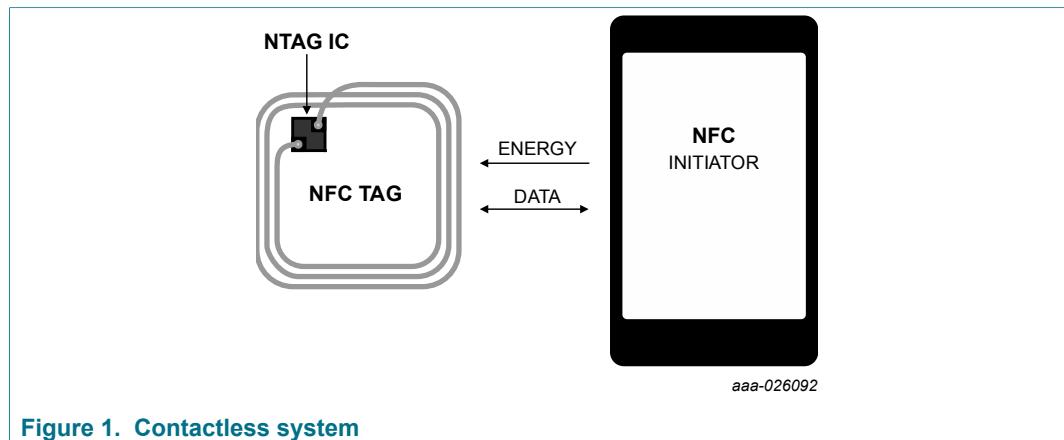 NTAG IC
NFC TAG
ENERGY
DATA
NFC
INITIATOR
aaa-026092
Figure 1. Contactless system